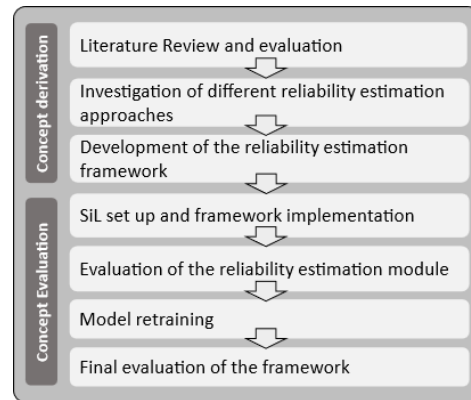 Concept derivation
Literature Review and evaluation
Investigation of different reliability estimation
approaches
Development of the reliability estimation
framework
Concept Evaluation
SiL set up and framework implementation
Evaluation of the reliability estimation module
Model retraining
Final evaluation of the framework